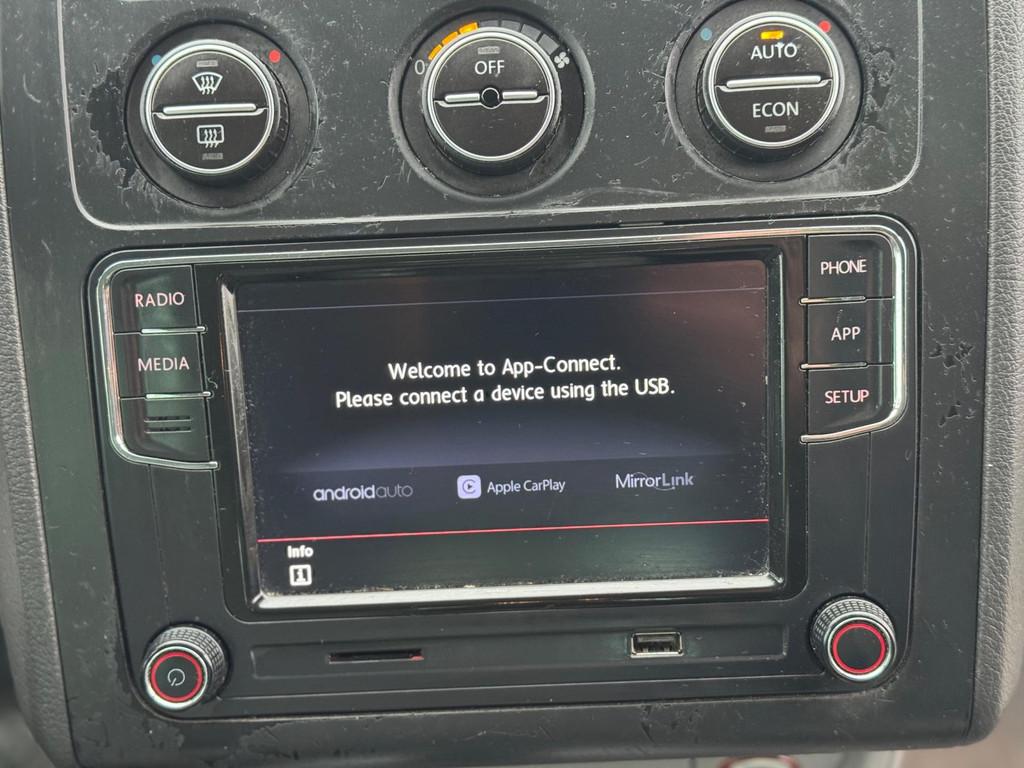 0
OFF
AUTO
ECON
RADIO
MEDIA
PHONE
APP
SETUP
Welcome to App-Connect.
Please connect a device using the USB.
androidauto
Apple CarPlay
MirrorLink
Info
i